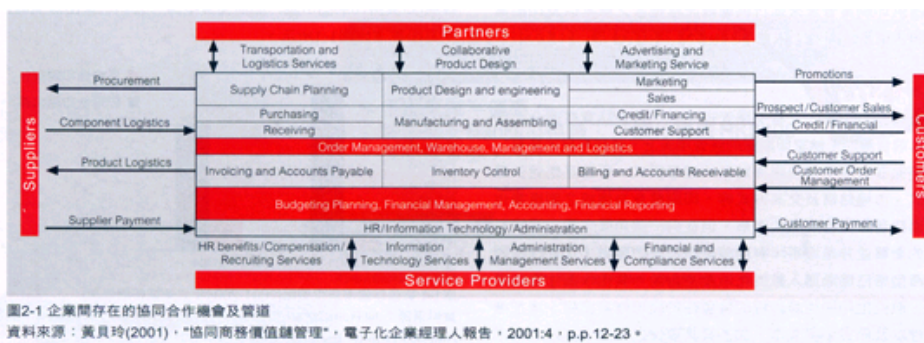 Partners
Transportation and
Logistics Services
Collaborative
Product Design
Advertising and
Marketing Service
Suppliers
Procurement
Component Logistics
Product Logistics
Supplier Payment
Supply Chain Planning
Purchasing
Receiving
Product Design and engineering
Manufacturing and Assembling
Marketing
Sales
Credit/Financing
Customer Support
Order Management, Warehouse, Management and Logistics
Invoicing and Accounts Payable
Inventory Control
Billing and Accounts Receivable
Budgeting Planning, Financial Management, Accounting, Financial Reporting
HR/Information Technology/Administration
Promotions
Prospect/Customer Sales
Credit/Financial
Customer Support
Customer Order
Management
Customer Payment
Customers
HR benefits/Compensation/
Recruiting Services
Information
Technology Services
Administration
Management Services
Financial and
Compliance Services
Service Providers
圖2-1 企業間存在的協同合作機會及管道
資料來源：黃貝玲(2001)，"協同商務價值鏈管理"，電子化企業經理人報告，2001:4，p.p.12-23。